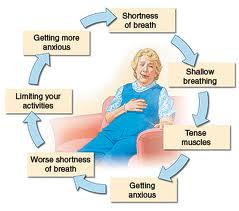 Shortness
of breath
Shallow
breathing
Tense
muscles
Getting
anxious
Worse shortness
of breath
Limiting your
activities
Getting more
anxious